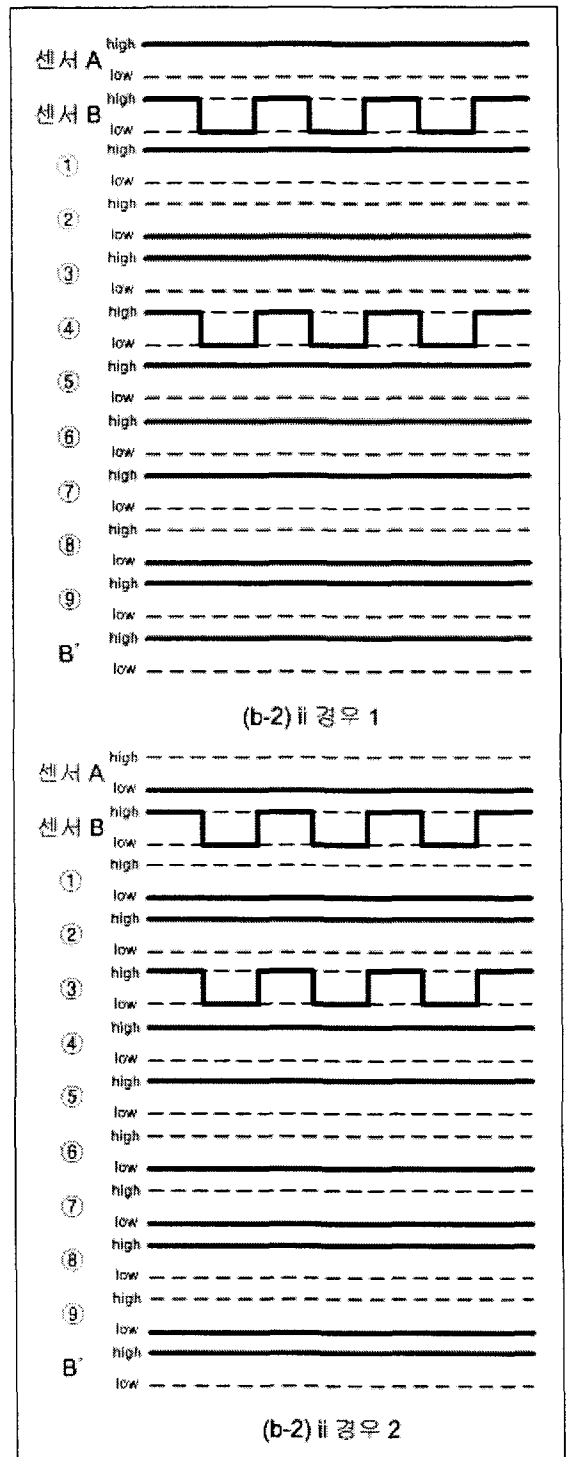 high
센서 A
low
high
센서 B
low
high
①
low
high
②
low
high
③
low
high
④
low
high
⑤
low
high
⑥
low
high
⑦
low
high
⑧
low
high
⑨
low
high
B'
low
(b-2) ii 경우 1
high
센서 A
low
high
센서 B
low
high
①
low
high
②
low
high
③
low
high
④
low
high
⑤
low
high
⑥
low
high
⑦
low
high
⑧
low
high
⑨
low
high
B'
low
(b-2) ii 경우 2